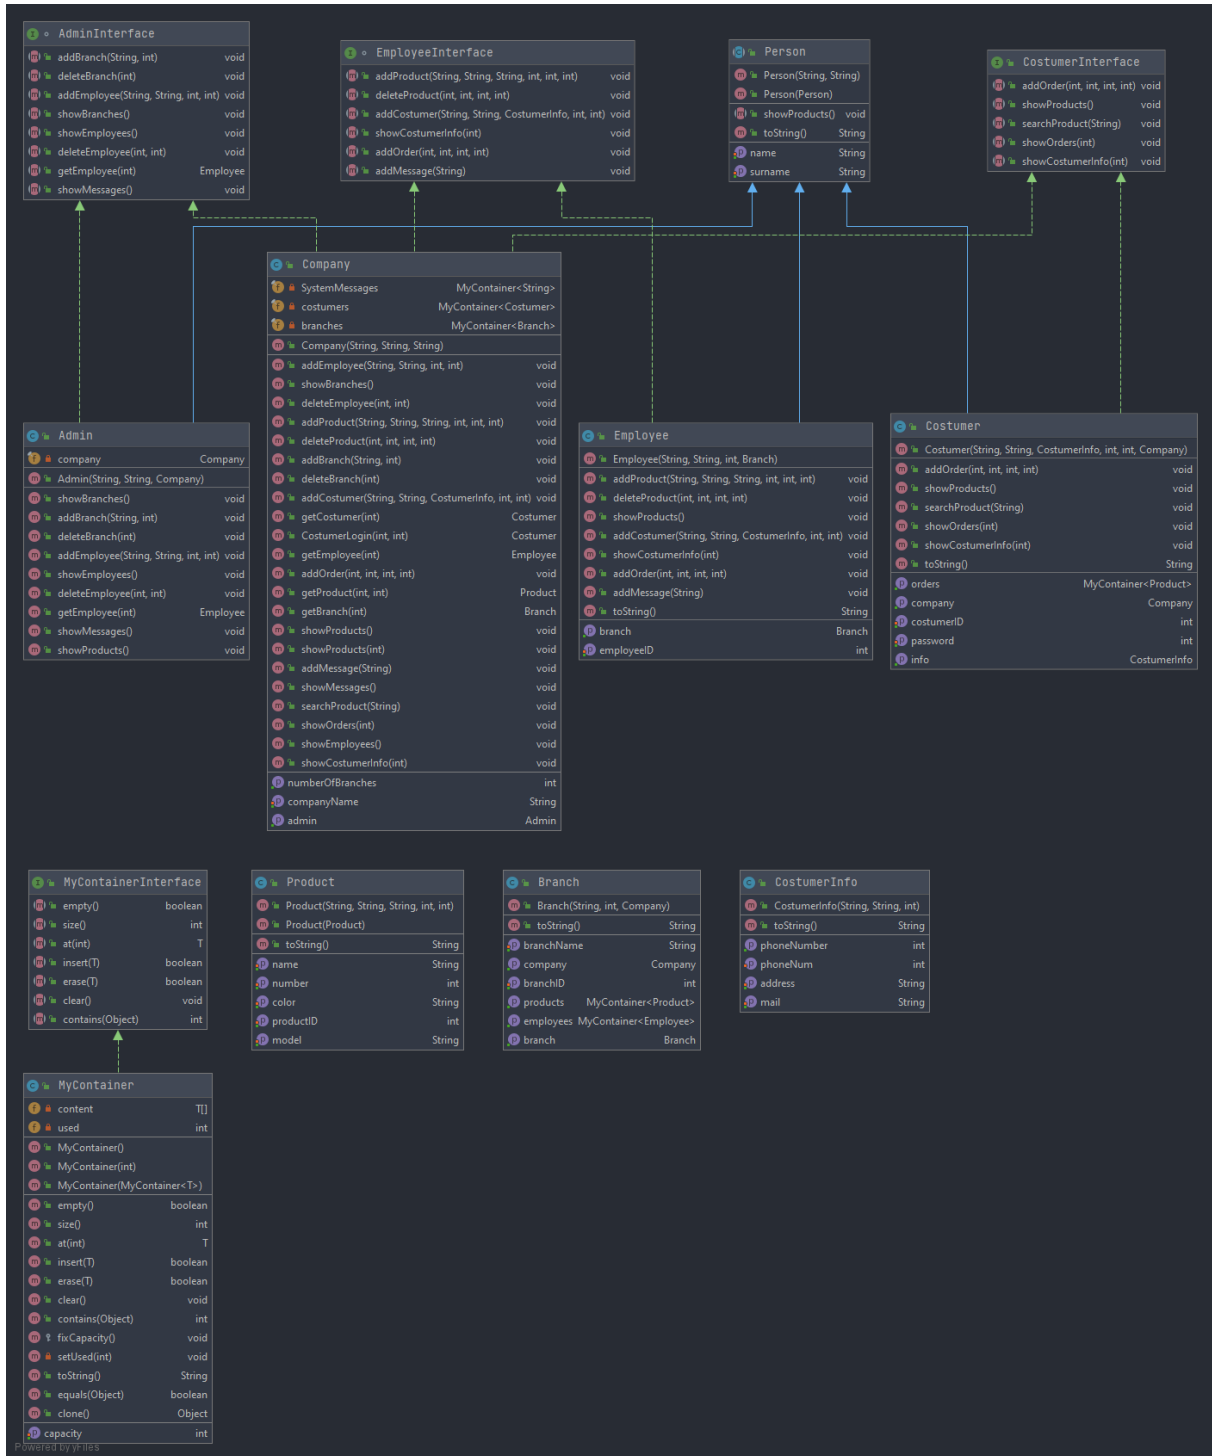 AdminInterface
addBranch(String, int) void
deleteBranch(int) void
addEmployee(String, String, int, int) void
showBranches() void
showEmployees() void
deleteEmployee(int, int) void
getEmployee(int) Employee
showMessages() void
EmployeeInterface
addProduct(String, String, String, int, int, int) void
deleteProduct(int, int, int, int) void
addCostumer(String, String, CostumerInfo, int, int) void
showCostumerInfo(int) void
addOrder(int, int, int, int) void
addMessage(String) void
Person
Person(String, String)
Person(Person)
showProducts() void
toString() String
name String
surname String
CostumerInterface
addOrder(int, int, int, int) void
showProducts() void
searchProduct(String) void
showOrders(int) void
showCostumerInfo(int) void
Company
SystemMessages MyContainer<String>
costumers MyContainer<Costumer>
branches MyContainer<Branch>
Company(String, String, String)
addEmployee(String, String, int, int) void
showBranches() void
deleteEmployee(int, int) void
addProduct(String, String, String, int, int, int) void
deleteProduct(int, int, int, int) void
addBranch(String, int) void
deleteBranch(int) void
addCostumer(String, String, CostumerInfo, int, int) void
getCostumer(int) Costumer
CostumerLogin(int, int) Costumer
getEmployee(int) Employee
addOrder(int, int, int, int) void
getProduct(int, int) Product
getBranch(int) Branch
showProducts() void
showProducts(int) void
addMessage(String) void
showMessages() void
searchProduct(String) void
showOrders(int) void
showEmployees() void
showCostumerInfo(int) void
numberOfBranches int
companyName String
admin Admin
Admin
company Company
Admin(String, String, Company)
showBranches() void
addBranch(String, int) void
deleteBranch(int) void
addEmployee(String, String, int, int) void
showEmployees() void
deleteEmployee(int, int) void
getEmployee(int) Employee
showMessages() void
showProducts() void
Employee
Employee(String, String, int, Branch)
addProduct(String, String, String, int, int, int) void
deleteProduct(int, int, int, int) void
showProducts() void
addCostumer(String, String, CostumerInfo, int, int) void
showCostumerInfo(int) void
addOrder(int, int, int, int) void
addMessage(String) void
toString() String
branch Branch
employeeID int
Costumer
Costumer(String, String, CostumerInfo, int, int, Company)
addOrder(int, int, int, int) void
showProducts() void
searchProduct(String) void
showOrders(int) void
showCostumerInfo(int) void
toString() String
orders MyContainer<Product>
company Company
costumerID int
password int
info CostumerInfo
MyContainerInterface
empty() boolean
size() int
at(int) T
insert(T) boolean
erase(T) boolean
clear() void
contains(Object) int
Product
Product(String, String, String, int, int)
Product(Product)
toString() String
name String
number int
color String
productID int
model String
Branch
Branch(String, int, Company)
toString() String
branchName String
company Company
branchID int
products MyContainer<Product>
employees MyContainer<Employee>
branch Branch
CostumerInfo
CostumerInfo(String, String, int)
toString() String
phoneNumber int
phoneNum int
address String
mail String
MyContainer
content T[]
used int
MyContainer()
MyContainer(int)
MyContainer(MyContainer<T>)
empty() boolean
size() int
at(int) T
insert(T) boolean
erase(T) boolean
clear() void
contains(Object) int
fixCapacity() void
setUsed(int) void
toString() String
equals(Object) boolean
clone() Object
capacity int
Powered by yFiles